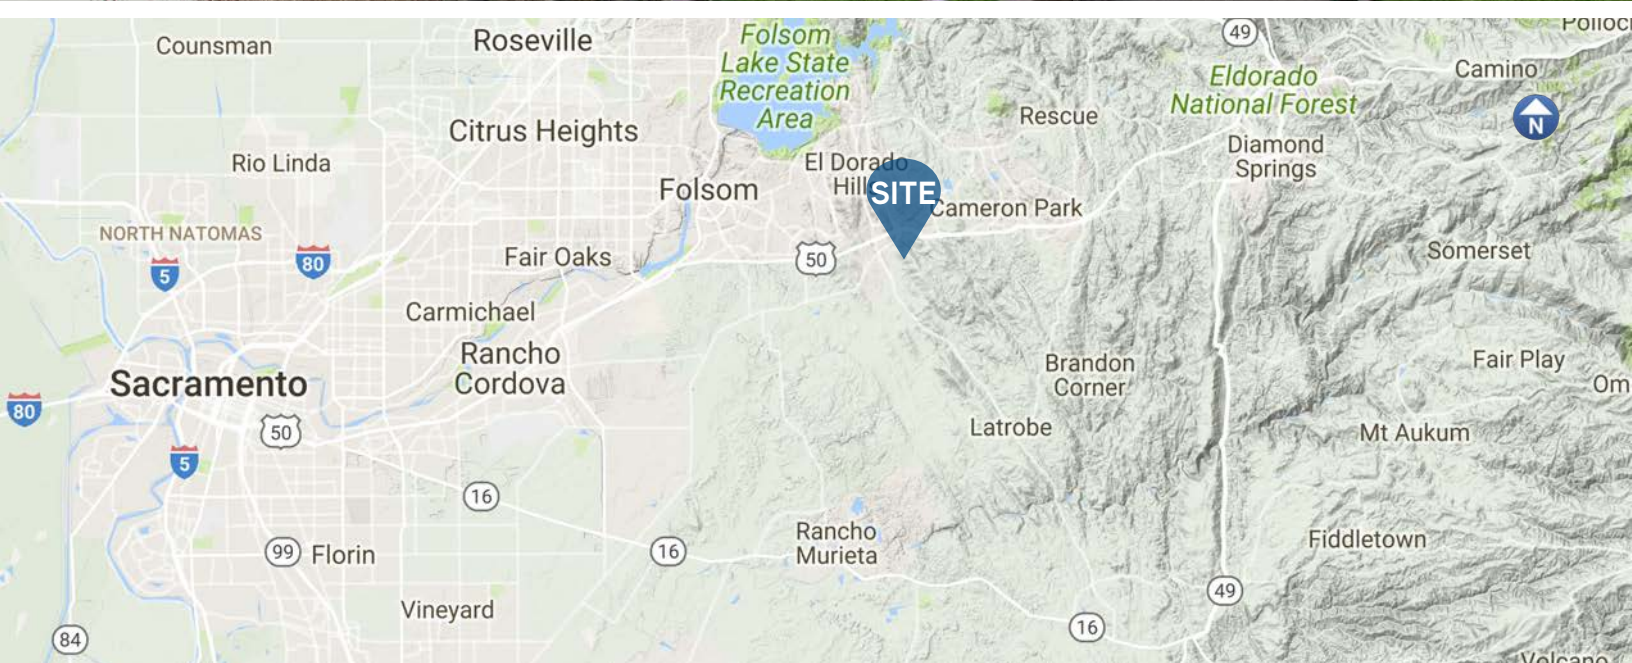 49
Counsman
Roseville
Folsom
Lake State
Recreation
Area
Eldorado
National Forest
Camino
N
Rescue
Citrus Heights
Rio Linda
El Dorado
Diamond
Springs
Folsom
SITE
Cameron Park
NORTH NATOMAS
5
80
Fair Oaks
50
Somerset
Carmichael
Rancho
Cordova
Sacramento
80
50
5
Brandon
Corner
Fair Play
Latrobe
Mt Aukum
16
99
Florin
16
Rancho
Murieta
Fiddletown
Vineyard
49
84
16
Volcano